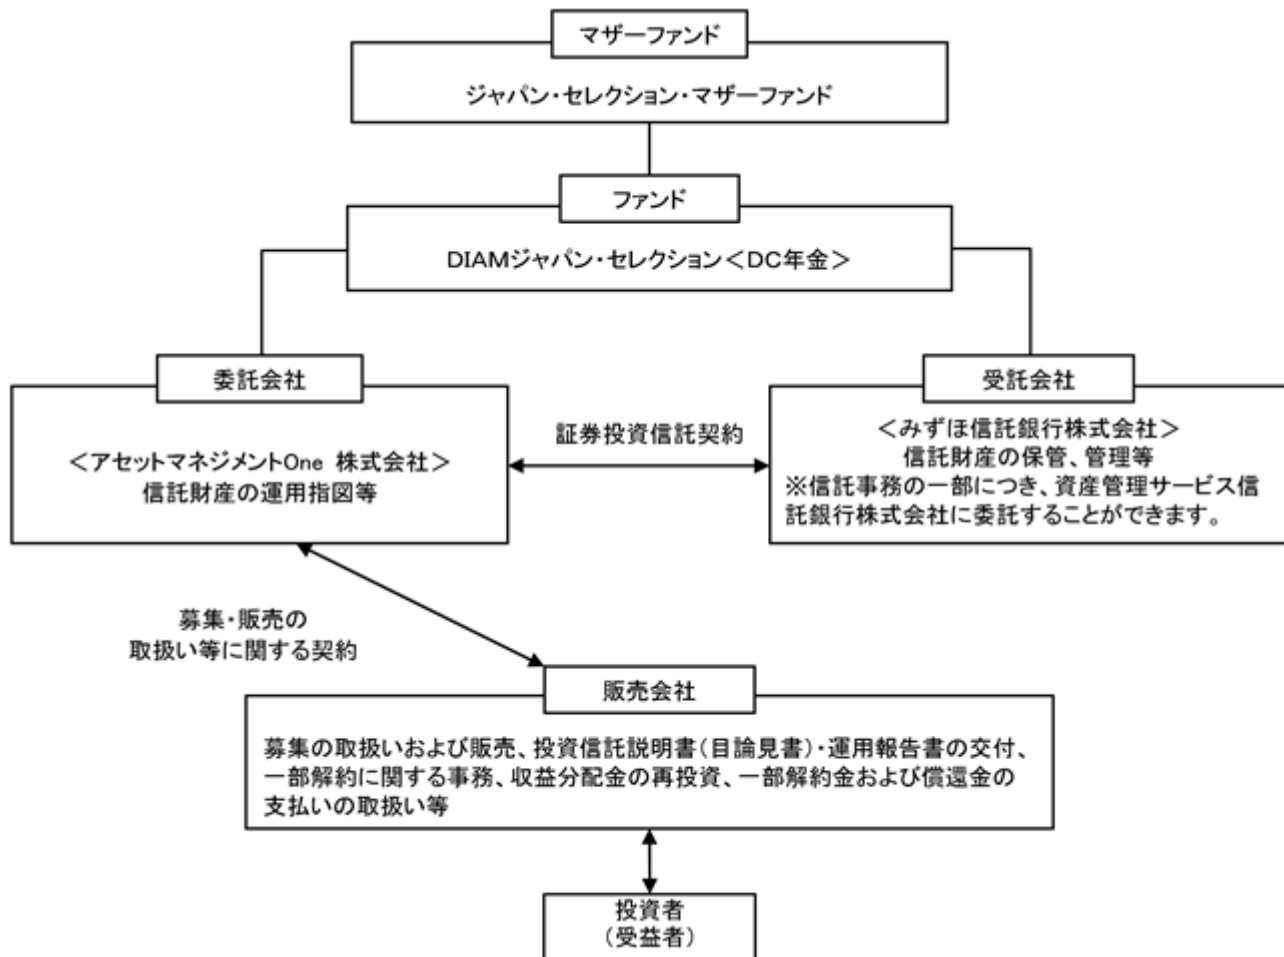 マザーファンド
ジャパン・セレクション・マザーファンド
ファンド
DIAMジャパン・セレクション＜DC年金＞
委託会社
＜アセットマネジメントOne 株式会社＞
信託財産の運用指図等
証券投資信託契約
受託会社
＜みずほ信託銀行株式会社＞
信託財産の保管、管理等
※信託事務の一部につき、資産管理サービス信
託銀行株式会社に委託することができます。
募集・販売の
取扱い等に関する契約
販売会社
募集の取扱いおよび販売、投資信託説明書（目論見書）・運用報告書の交付、
一部解約に関する事務、収益分配金の再投資、一部解約金および償還金の
支払いの取扱い等
投資者
（受益者）